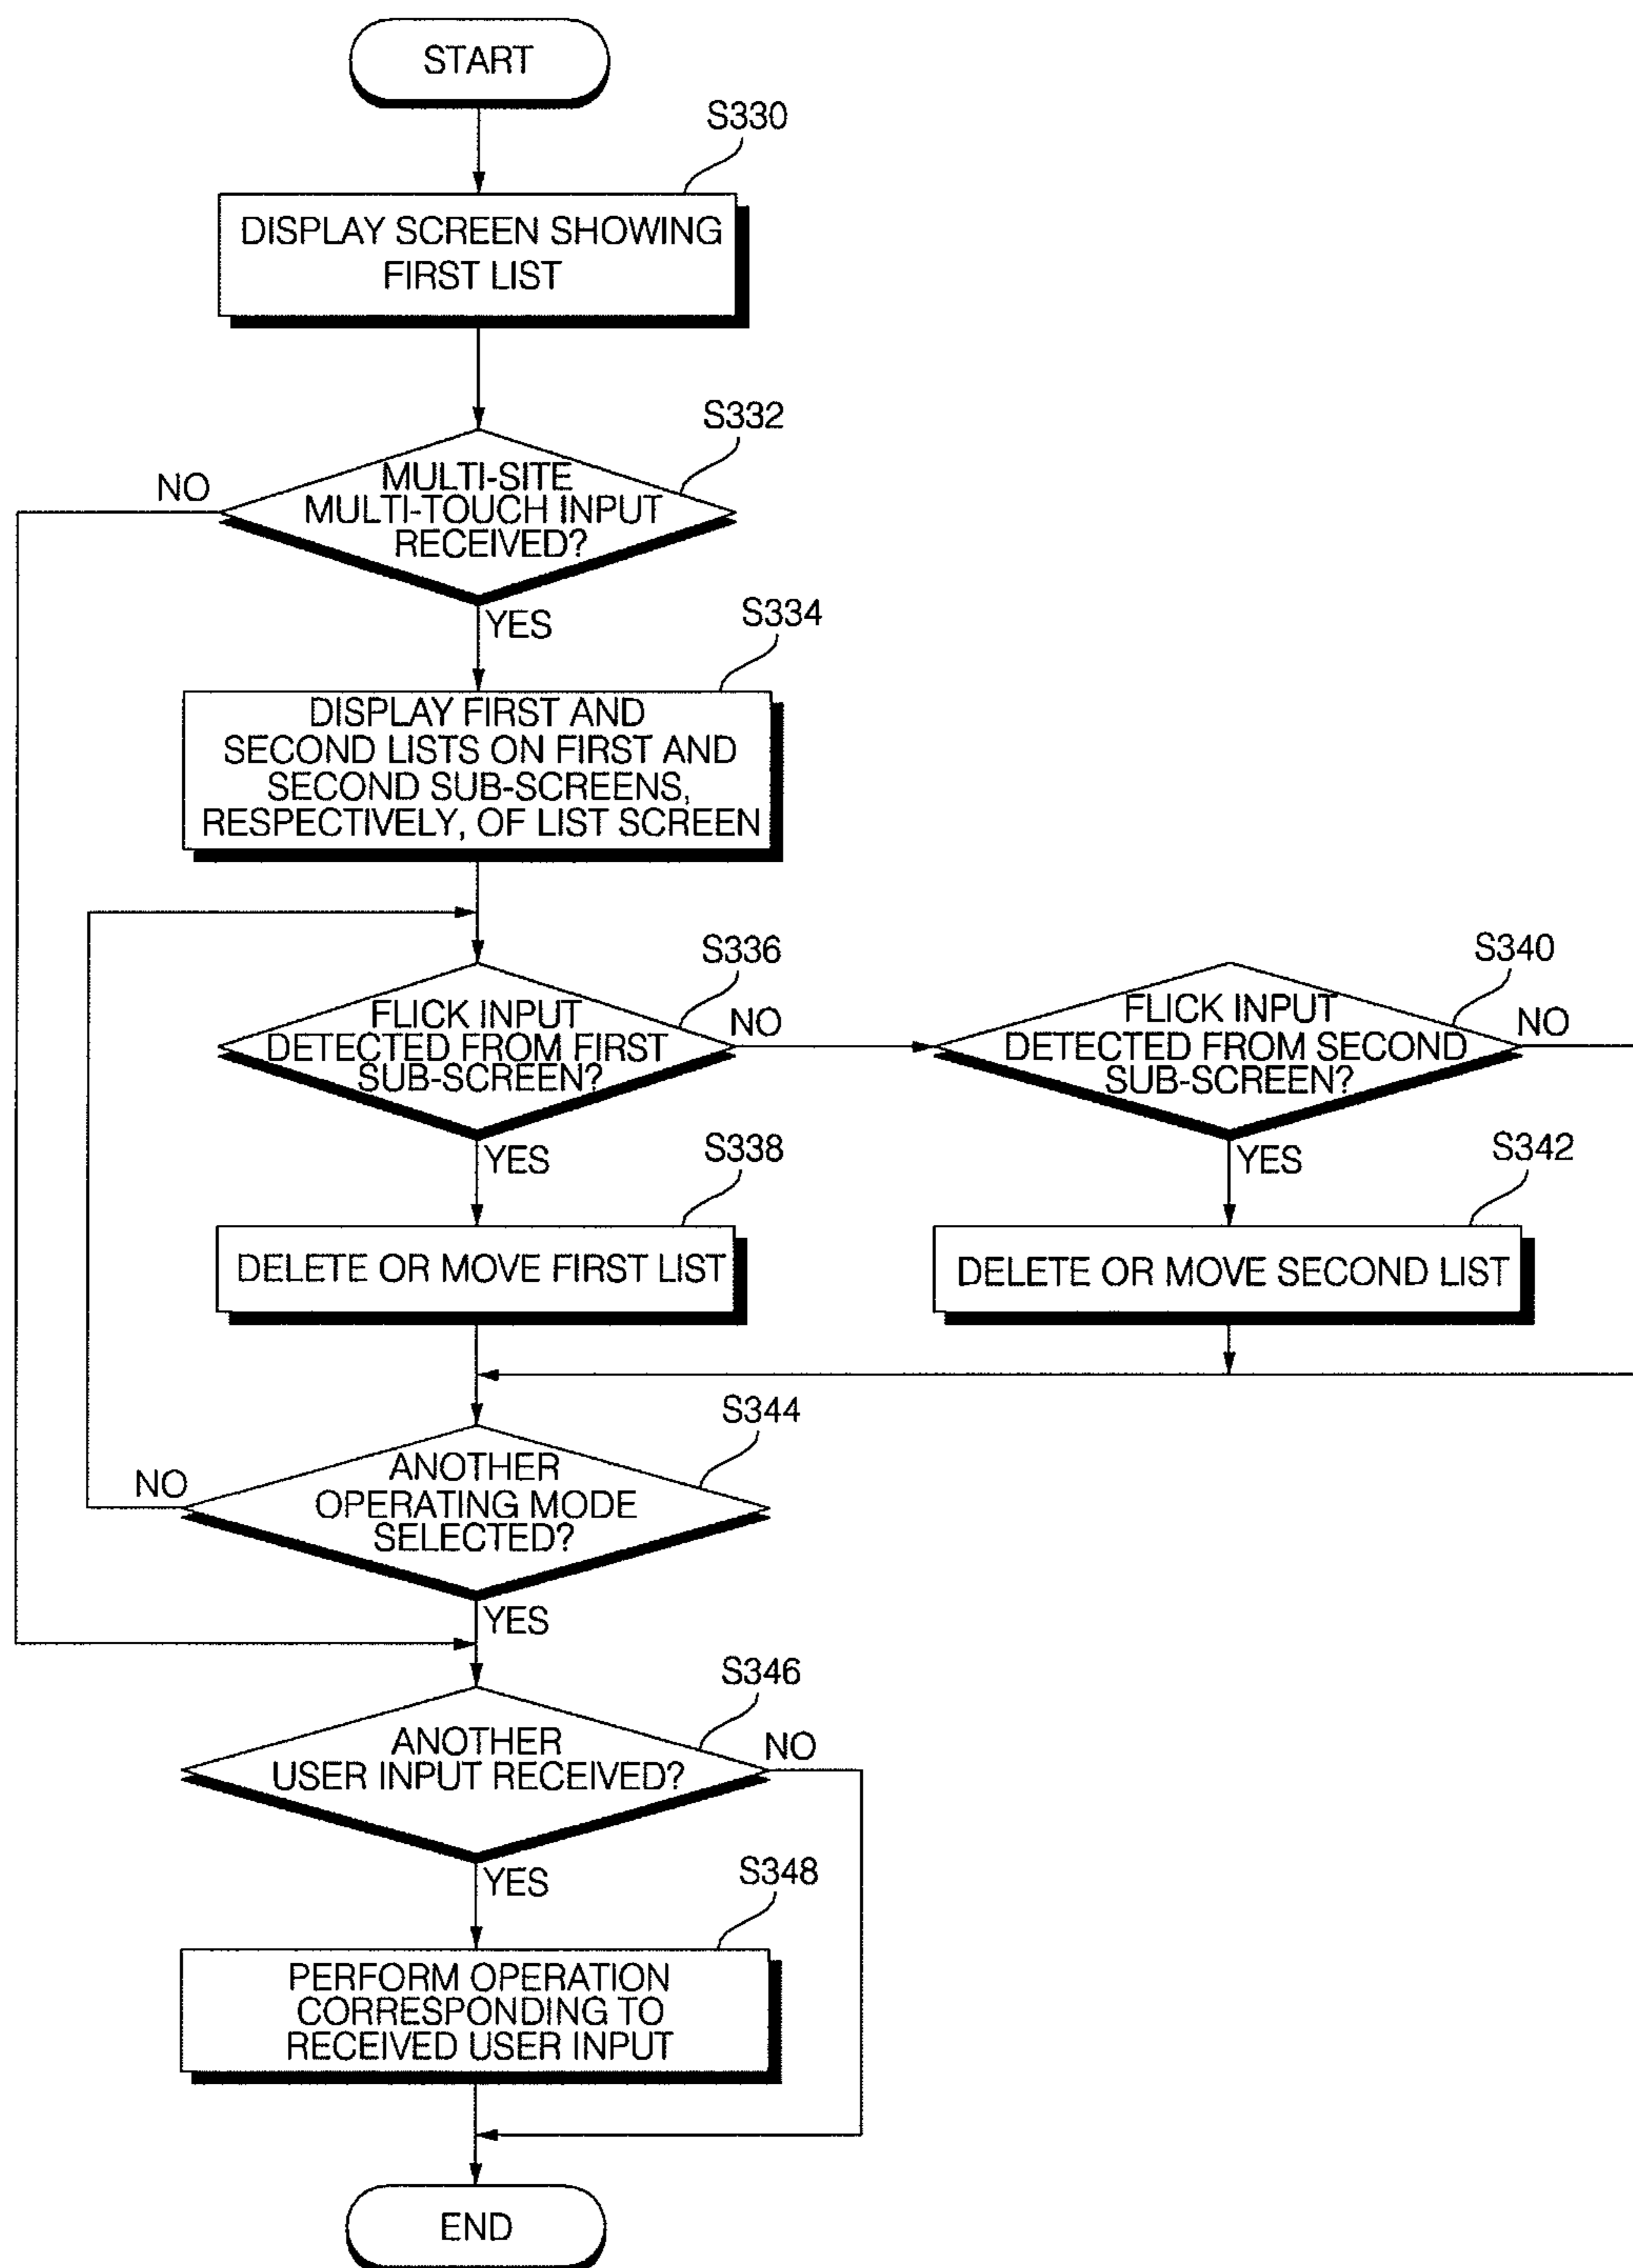 START
S330
DISPLAY SCREEN SHOWING
FIRST LIST
S332
MULTI-SITE
MULTI-TOUCH INPUT
RECEIVED?
NO
YES
S334
DISPLAY FIRST AND
SECOND LISTS ON FIRST AND
SECOND SUB-SCREENS,
RESPECTIVELY, OF LIST SCREEN
S336
FLICK INPUT
DETECTED FROM FIRST
SUB-SCREEN?
NO
YES
S340
FLICK INPUT
DETECTED FROM SECOND
SUB-SCREEN?
NO
YES
S338
DELETE OR MOVE FIRST LIST
S342
DELETE OR MOVE SECOND LIST
S344
ANOTHER
OPERATING MODE
SELECTED?
NO
YES
S346
ANOTHER
USER INPUT RECEIVED?
NO
YES
S348
PERFORM OPERATION
CORRESPONDING TO
RECEIVED USER INPUT
END